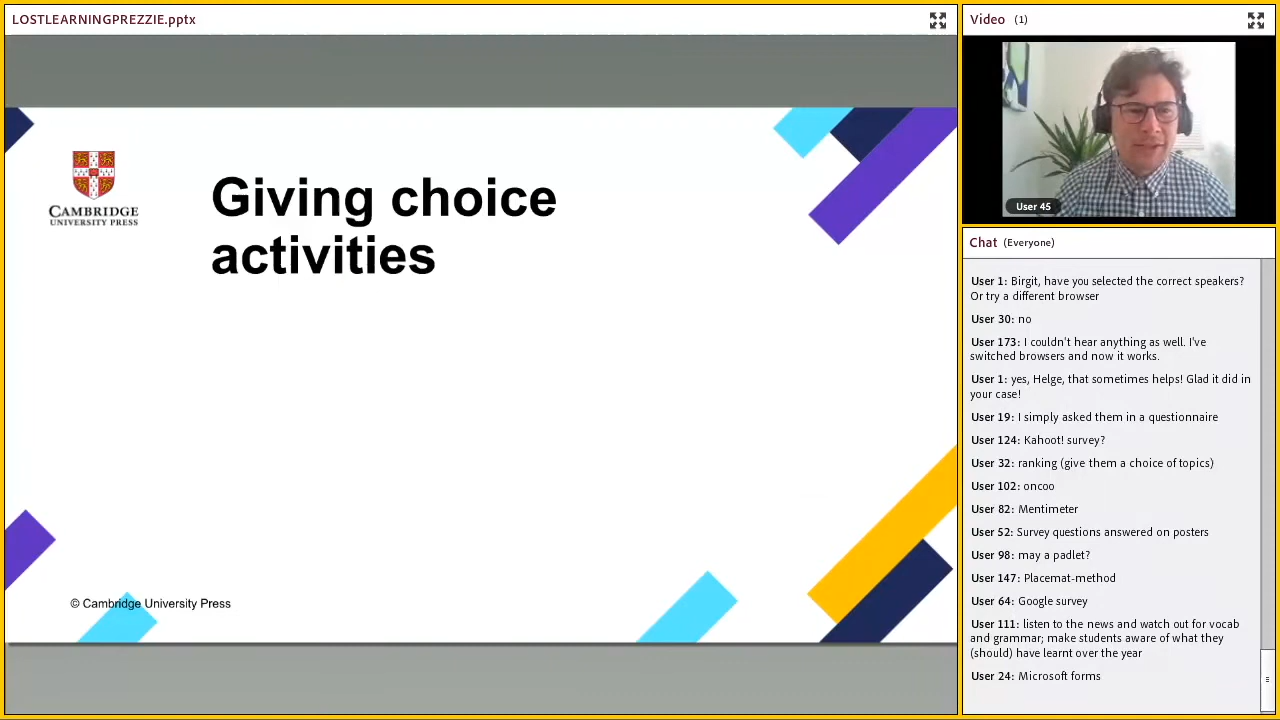 LOSTLEARNINGPREZZIE.pptx
CAMBRIDGE
UNIVERSITY PRESS
Giving choice
activities
© Cambridge University Press
Video (1)
User 45
Chat (Everyone)
User 1: Birgit, have you selected the correct speakers?
Or try a different browser
User 30: no
User 173: I couldn't hear anything as well. I've
switched browsers and now it works.
User 1: yes, Helge, that sometimes helps! Glad it did in
your case!
User 19: I simply asked them in a questionnaire
User 124: Kahoot! survey?
User 32: ranking (give them a choice of topics)
User 102: oncoo
User 82: Mentimeter
User 52: Survey questions answered on posters
User 98: may a padlet?
User 147: Placemat-method
User 64: Google survey
User 111: listen to the news and watch out for vocab
and grammar; make students aware of what they
(should) have learnt over the year
User 24: Microsoft forms